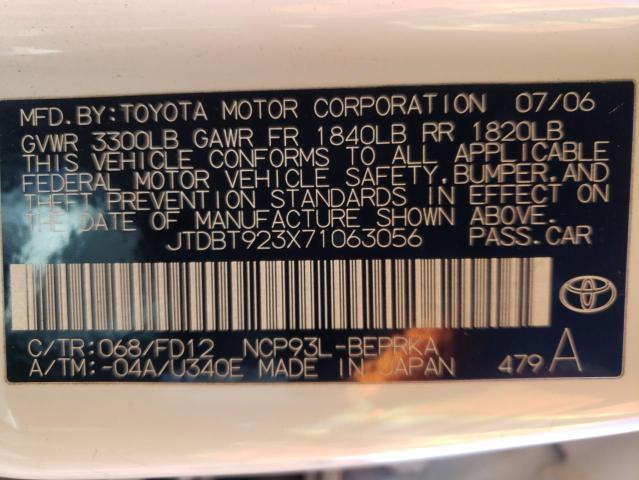 MFD.BY:TOYOTA MOTOR CORPORATION 07/06
GVWR 3300LB GAWR FR 1840LB RR 1820LB
THIS VEHICLE CONFORMS TO ALL APPLICABLE
FEDERAL MOTOR VEHICLE SAFETY,BUMPER,AND
THEFT PREVENTION STANDARDS IN EFFECT ON
THE DATE OF MANUFACTURE SHOWN ABOVE.
JTDBT923X71063056 PASS.CAR
C/TR:068/FD12 NCP93L-BEPRKA
A/TM:-04A/U340E MADE IN JAPAN 479 A